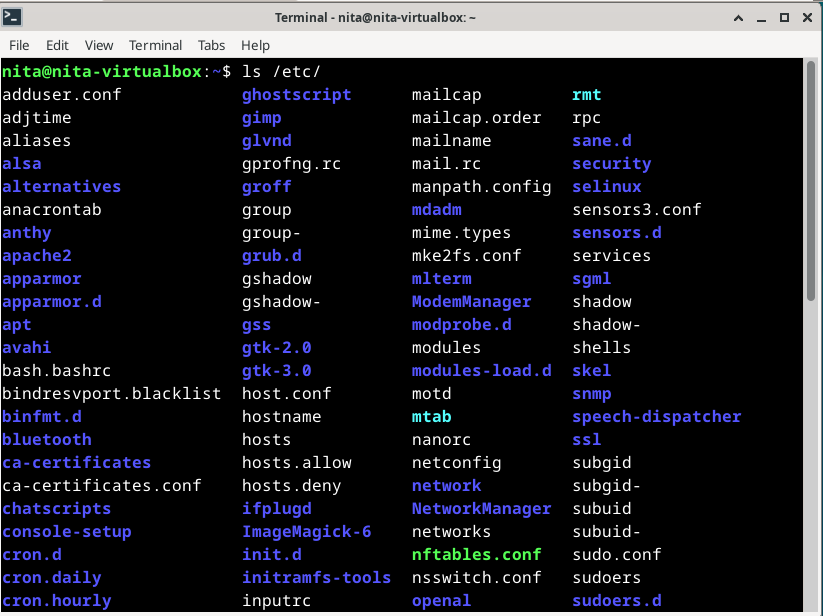 Terminal - nita@nita-virtualbox: ~
File Edit View Terminal Tabs Help
nita@nita-virtualbox:~$ ls /etc/
adduser.conf ghostscript mailcap rmt
adjtime gimp mailcap.order rpc
aliases glvnd mailname sane.d
alsa gprofng.rc mail.rc security
alternatives groff manpath.config selinux
anacrontab group mdadm sensors3.conf
anthy group- mime.types sensors.d
apache2 grub.d mke2fs.conf services
apparmor gshadow mlterm sgml
apparmor.d gshadow- ModemManager shadow
apt gss modprobe.d shadow-
avahi gtk-2.0 modules shells
bash.bashrc gtk-3.0 modules-load.d skel
bindresvport.blacklist host.conf motd snmp
binfmt.d hostname mtab speech-dispatcher
bluetooth hosts nanorc ssl
ca-certificates hosts.allow netconfig subgid
ca-certificates.conf hosts.deny network subgid-
chatscripts ifplugd NetworkManager subuid
console-setup ImageMagick-6 networks subuid-
cron.d init.d nftables.conf sudo.conf
cron.daily initramfs-tools nsswitch.conf sudoers
cron.hourly inputrc openal sudoers.d